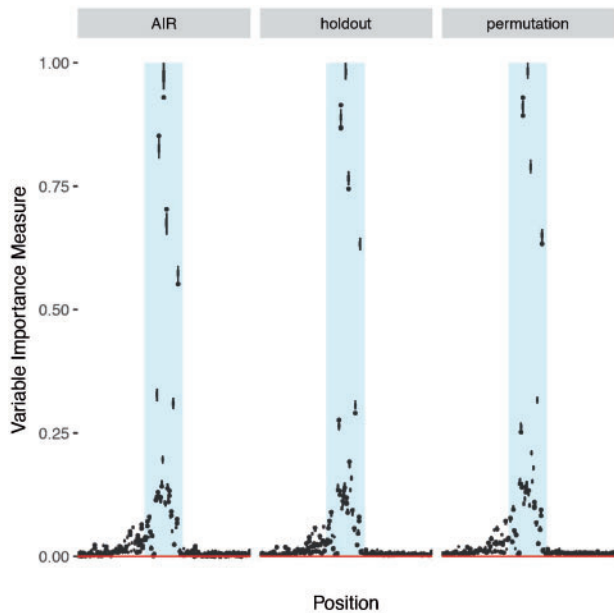 AIR
holdout
permutation
1.00
0.75
0.50
0.25
0.00
Variable Importance Measure
Position